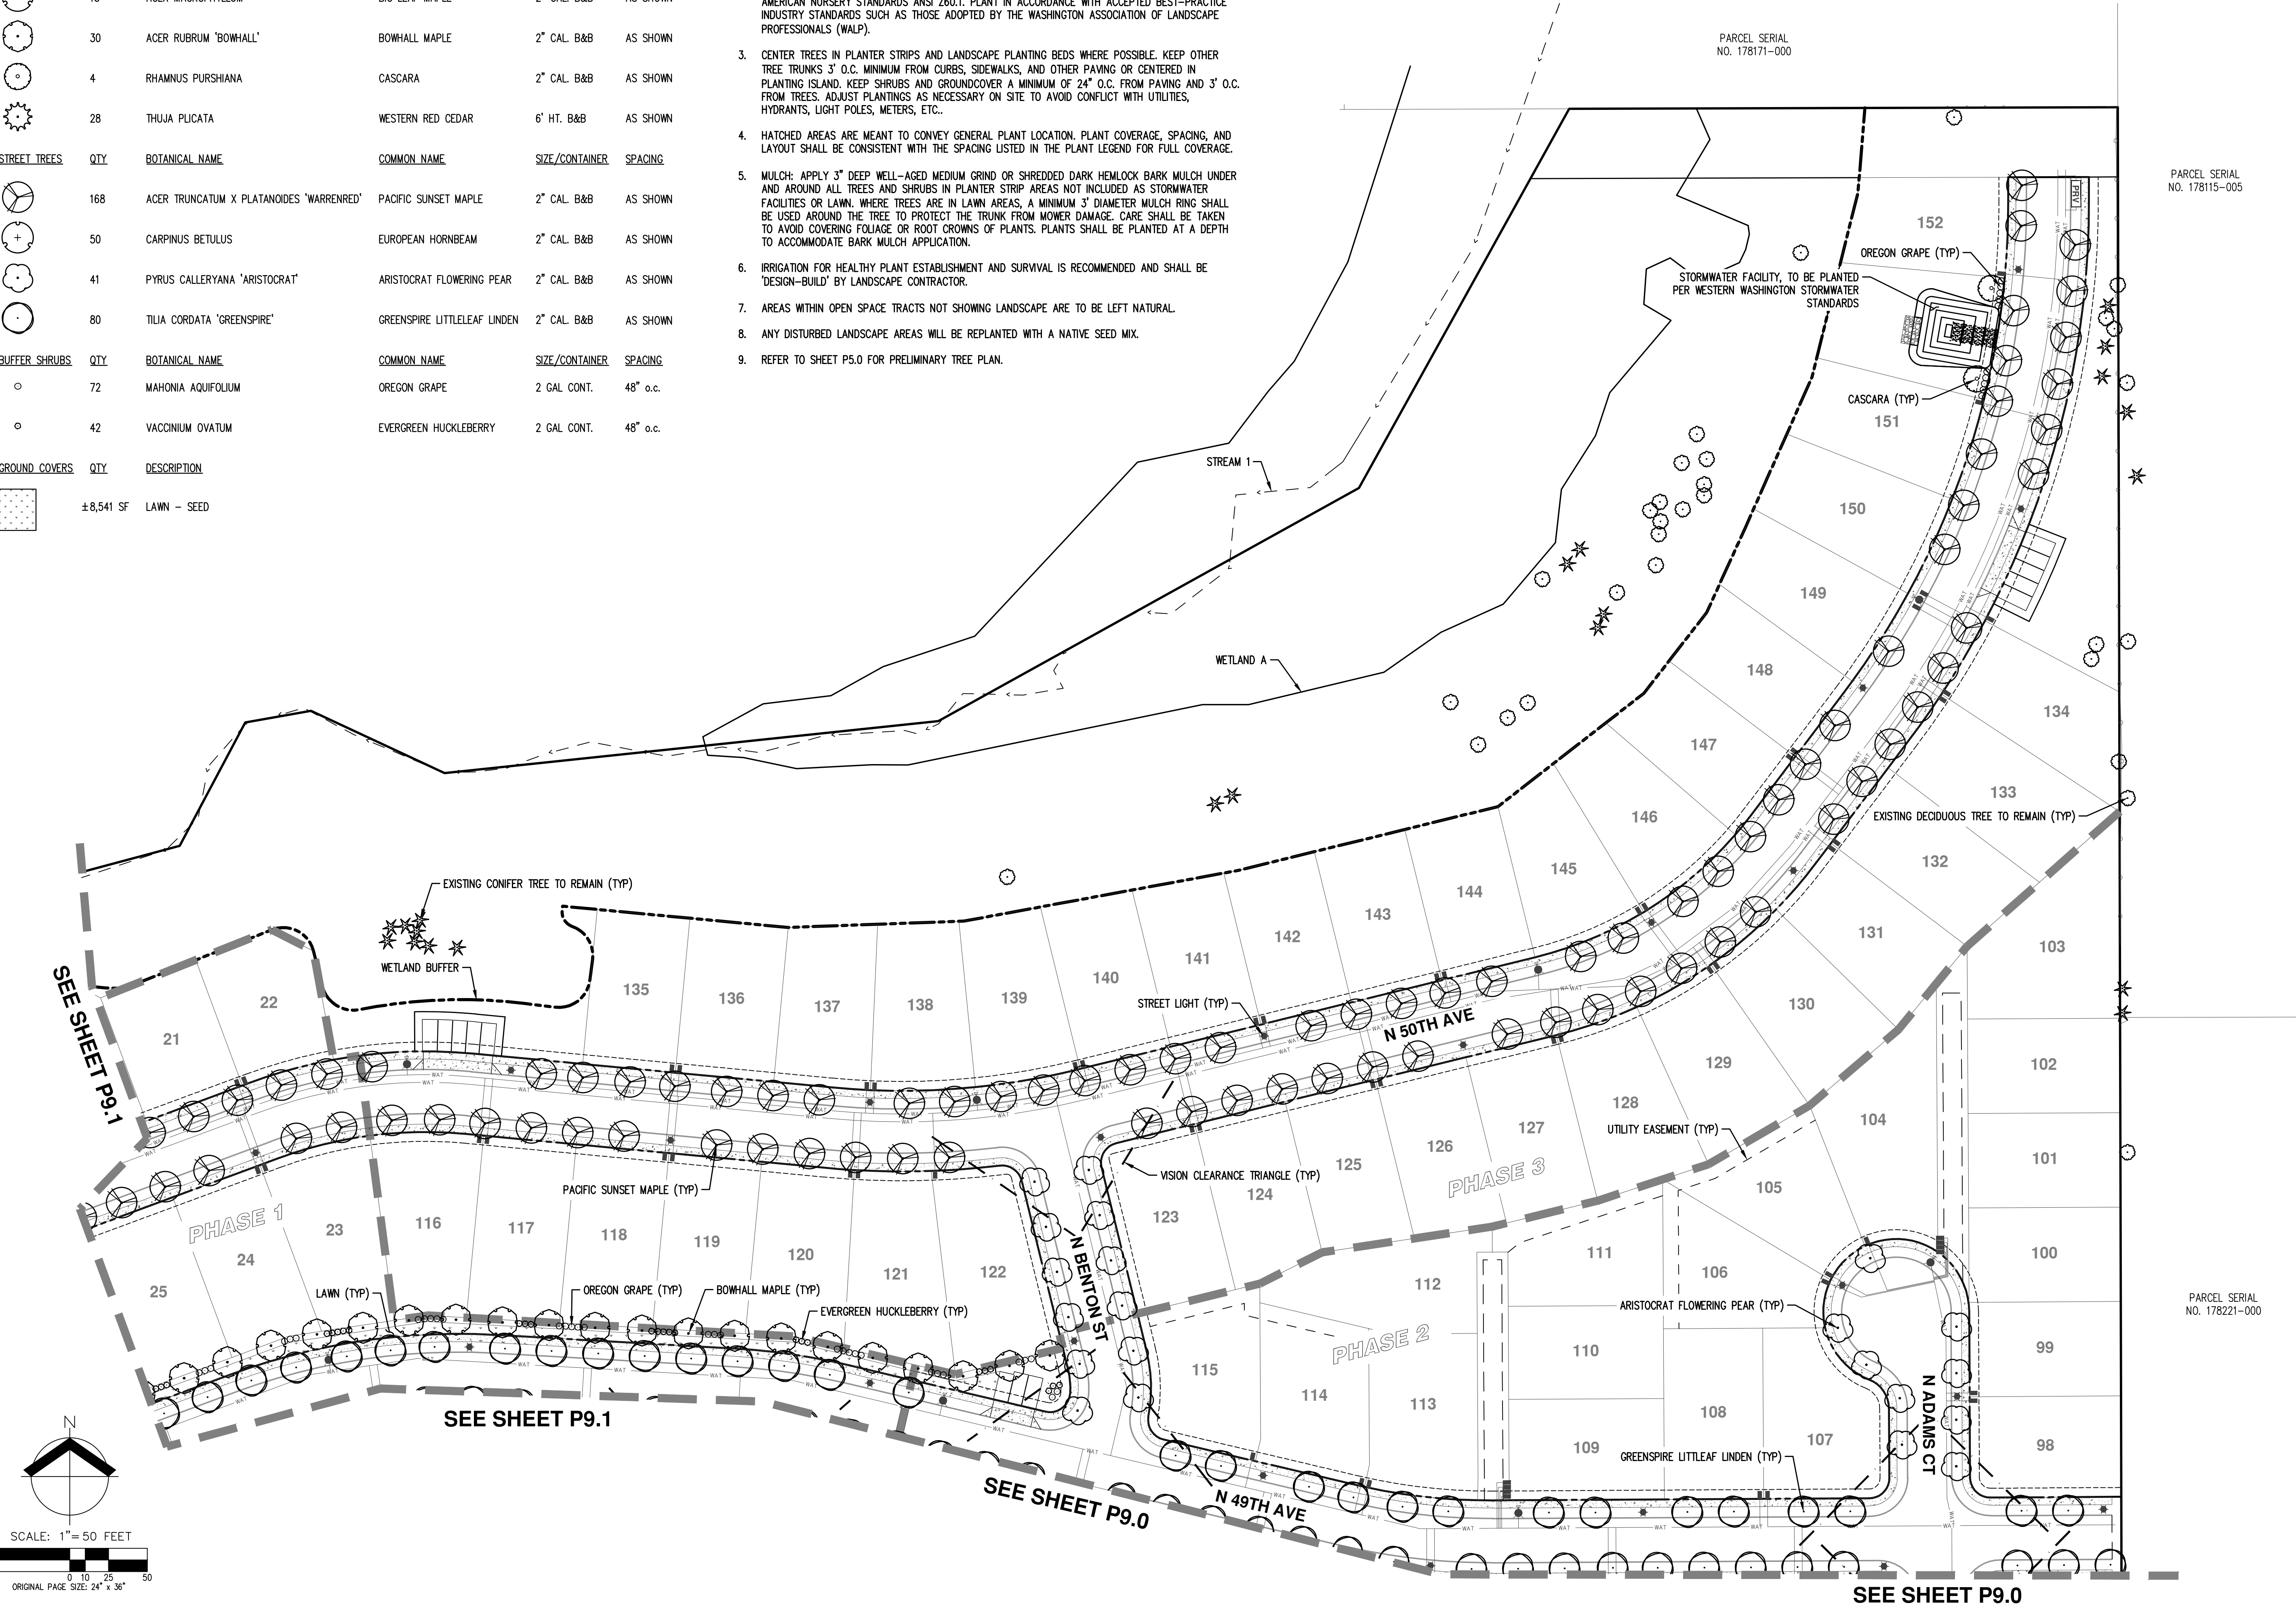 30 ACER RUBRUM 'BOWHALL' BOWHALL MAPLE 2" CAL. B&B AS SHOWN
4 RHAMNUS PURSHIANA CASCARA 2" CAL. B&B AS SHOWN
28 THUJA PLICATA WESTERN RED CEDAR 6' HT. B&B AS SHOWN
STREET TREES QTY BOTANICAL NAME COMMON NAME SIZE/CONTAINER SPACING
168 ACER TRUNCATUM X PLATANOIDES 'WARRENRED' PACIFIC SUNSET MAPLE 2" CAL. B&B AS SHOWN
50 CARPINUS BETULUS EUROPEAN HORNBEAM 2" CAL. B&B AS SHOWN
41 PYRUS CALLERYANA 'ARISTOCRAT' ARISTOCRAT FLOWERING PEAR 2" CAL. B&B AS SHOWN
80 TILIA CORDATA 'GREENSPIRE' GREENSPIRE LITTLELEAF LINDEN 2" CAL. B&B AS SHOWN
BUFFER SHRUBS QTY BOTANICAL NAME COMMON NAME SIZE/CONTAINER SPACING
72 MAHONIA AQUIFOLIUM OREGON GRAPE 2 GAL CONT. 48" o.c.
42 VACCINIUM OVATUM EVERGREEN HUCKLEBERRY 2 GAL CONT. 48" o.c.
GROUND COVERS QTY DESCRIPTION
±8,541 SF LAWN - SEED
AMERICAN NURSERY STANDARDS ANSI Z60.1. PLANT IN ACCORDANCE WITH ACCEPTED BEST-PRACTICE
INDUSTRY STANDARDS SUCH AS THOSE ADOPTED BY THE WASHINGTON ASSOCIATION OF LANDSCAPE
PROFESSIONALS (WALP).
3. CENTER TREES IN PLANTER STRIPS AND LANDSCAPE PLANTING BEDS WHERE POSSIBLE. KEEP OTHER
TREE TRUNKS 3' O.C. MINIMUM FROM CURBS, SIDEWALKS, AND OTHER PAVING OR CENTERED IN
PLANTING ISLAND. KEEP SHRUBS AND GROUNDCOVER A MINIMUM OF 24" O.C. FROM PAVING AND 3' O.C.
FROM TREES. ADJUST PLANTINGS AS NECESSARY ON SITE TO AVOID CONFLICT WITH UTILITIES,
HYDRANTS, LIGHT POLES, METERS, ETC..
4. HATCHED AREAS ARE MEANT TO CONVEY GENERAL PLANT LOCATION. PLANT COVERAGE, SPACING, AND
LAYOUT SHALL BE CONSISTENT WITH THE SPACING LISTED IN THE PLANT LEGEND FOR FULL COVERAGE.
5. MULCH: APPLY 3" DEEP WELL-AGED MEDIUM GRIND OR SHREDDED DARK HEMLOCK BARK MULCH UNDER
AND AROUND ALL TREES AND SHRUBS IN PLANTER STRIP AREAS NOT INCLUDED AS STORMWATER
FACILITIES OR LAWN. WHERE TREES ARE IN LAWN AREAS, A MINIMUM 3' DIAMETER MULCH RING SHALL
BE USED AROUND THE TREE TO PROTECT THE TRUNK FROM MOWER DAMAGE. CARE SHALL BE TAKEN
TO AVOID COVERING FOLIAGE OR ROOT CROWNS OF PLANTS. PLANTS SHALL BE PLANTED AT A DEPTH
TO ACCOMMODATE BARK MULCH APPLICATION.
6. IRRIGATION FOR HEALTHY PLANT ESTABLISHMENT AND SURVIVAL IS RECOMMENDED AND SHALL BE
'DESIGN-BUILD' BY LANDSCAPE CONTRACTOR.
7. AREAS WITHIN OPEN SPACE TRACTS NOT SHOWING LANDSCAPE ARE TO BE LEFT NATURAL.
8. ANY DISTURBED LANDSCAPE AREAS WILL BE REPLANTED WITH A NATIVE SEED MIX.
9. REFER TO SHEET P5.0 FOR PRELIMINARY TREE PLAN.
PARCEL SERIAL
NO. 178171-000
PARCEL SERIAL
NO. 178115-005
PRV
152
OREGON GRAPE (TYP)
STORMWATER FACILITY, TO BE PLANTED
PER WESTERN WASHINGTON STORMWATER
STANDARDS
CASCARA (TYP)
151
STREAM 1
150
149
WETLAND A
148
134
147
133
146
EXISTING DECIDUOUS TREE TO REMAIN (TYP)
132
145
EXISTING CONIFER TREE TO REMAIN (TYP)
144
143
142
131
103
141
WETLAND BUFFER
140
139
138
137
136
135
22
21
SEE SHEET P9.1
STREET LIGHT (TYP)
N 50TH AVE
130
129
102
128
104
127
UTILITY EASEMENT (TYP)
126
101
125
VISION CLEARANCE TRIANGLE (TYP)
PHASE 3
124
105
PACIFIC SUNSET MAPLE (TYP)
123
PHASE 1
23
116
117
118
119
120
121
122
24
25
N BENTON ST
111
100
106
112
LAWN (TYP)
OREGON GRAPE (TYP)
BOWHALL MAPLE (TYP)
EVERGREEN HUCKLEBERRY (TYP)
ARISTOCRAT FLOWERING PEAR (TYP)
PARCEL SERIAL
NO. 178221-000
PHASE 2
110
99
115
114
113
108
107
109
N ADAMS CT
98
GREENSPIRE LITTLEAF LINDEN (TYP)
SEE SHEET P9.1
SEE SHEET P9.0
N 49TH AVE
N
SCALE: 1"= 50 FEET
0 10 25 50
ORIGINAL PAGE SIZE: 24" x 36"
SEE SHEET P9.0